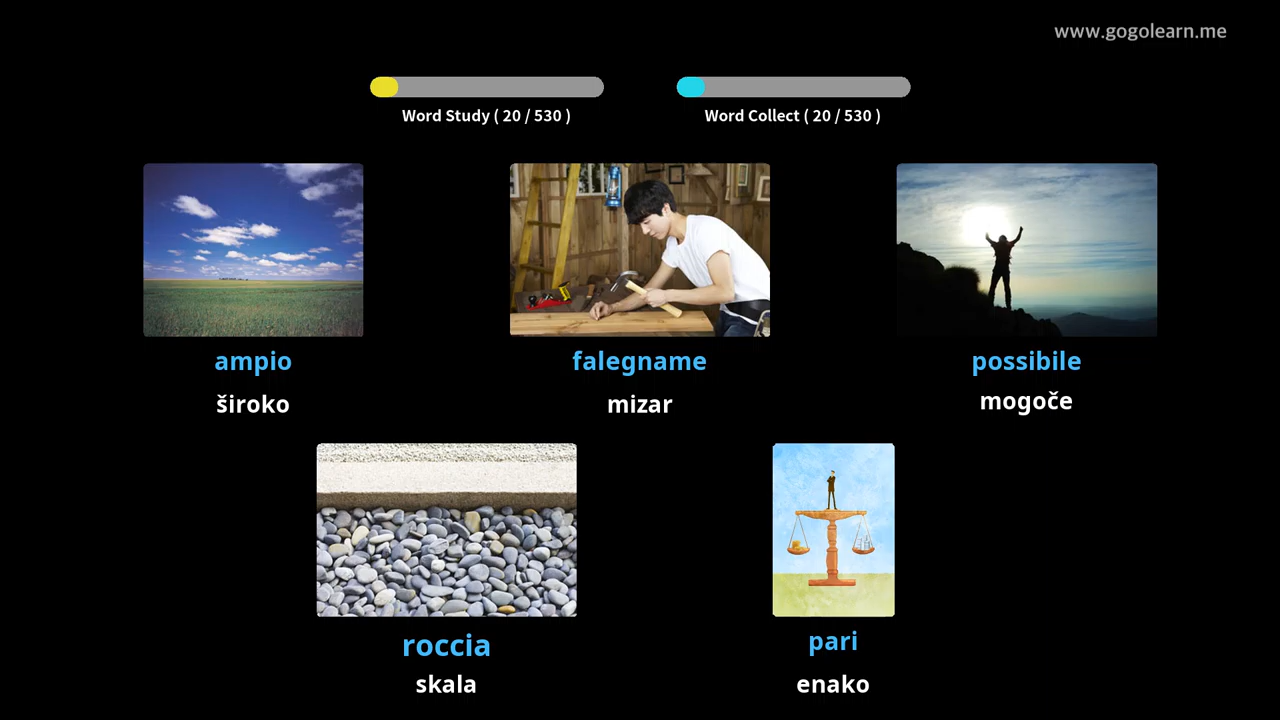 www.gogolearn.me
Word Study ( 20 / 530 )
Word Collect ( 20 / 530 )
ampio
široko
falegname
mizar
possibile
mogoče
roccia
skala
pari
enako